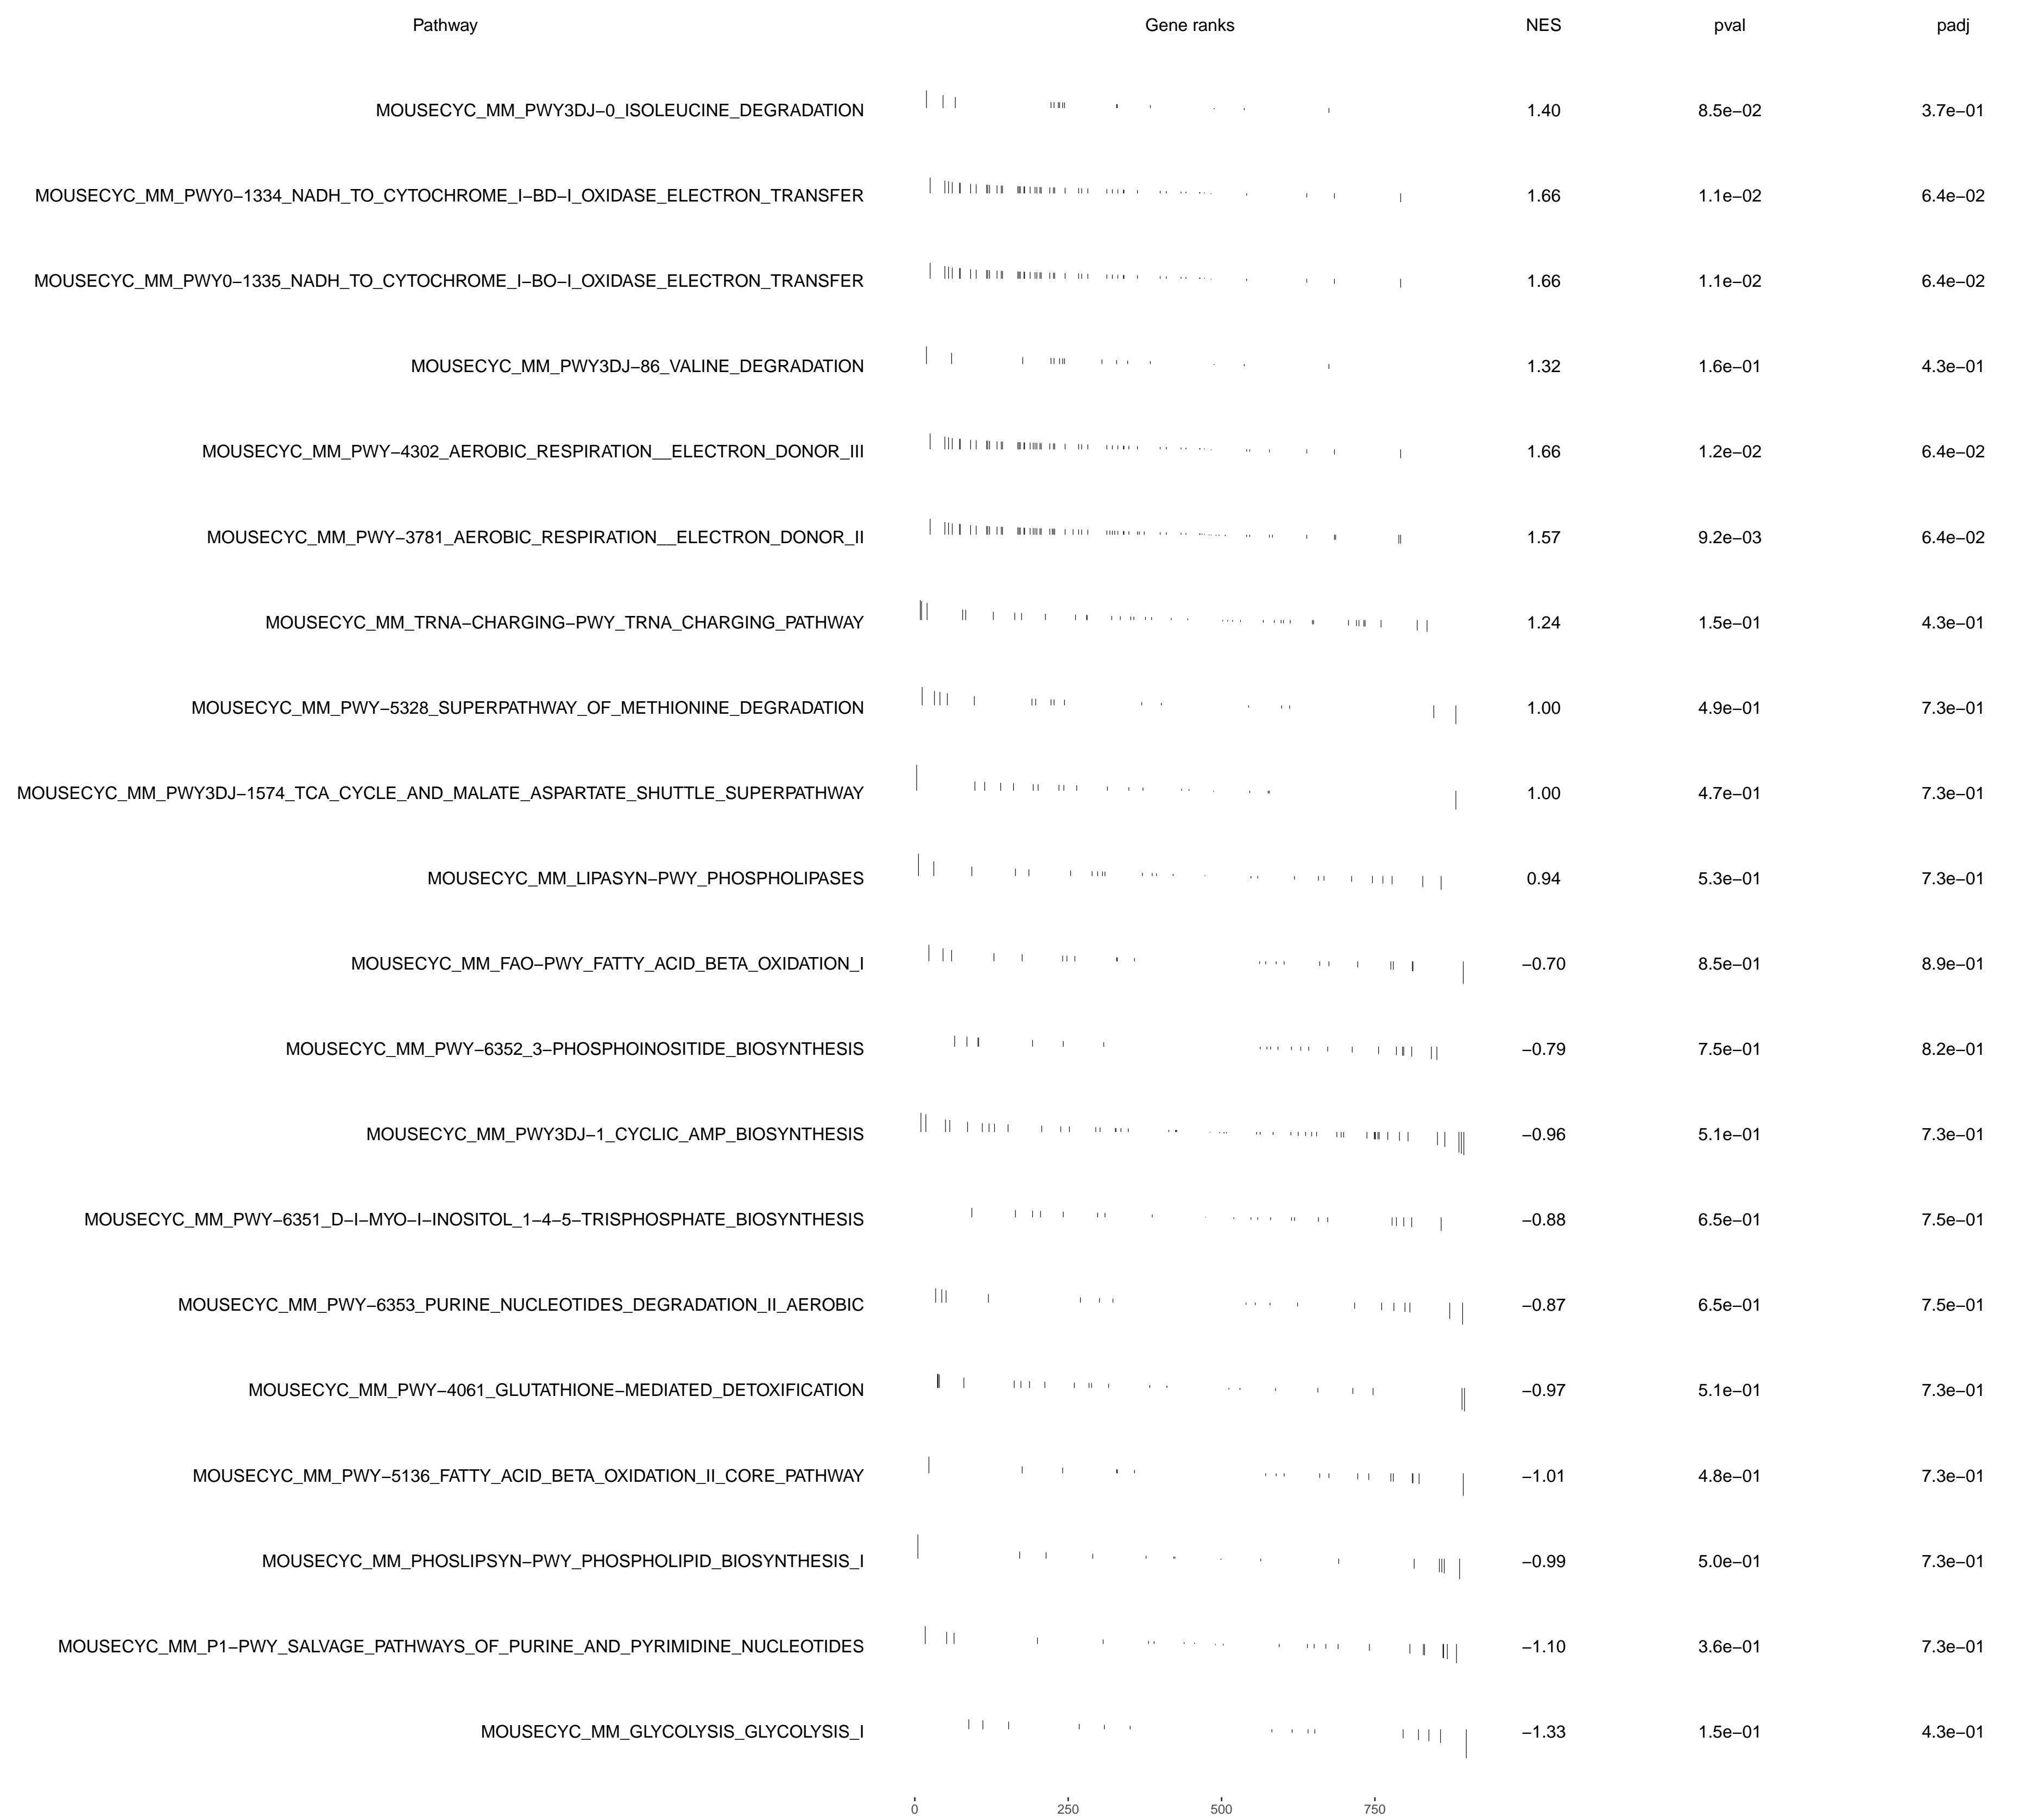 Pathway Gene ranks NES pval padj
MOUSECYC_MM_PWY3DJ−0_ISOLEUCINE_DEGRADATION 1.40 8.5e−02 3.7e−01
MOUSECYC_MM_PWY0−1334_NADH_TO_CYTOCHROME_I−BD−I_OXIDASE_ELECTRON_TRANSFER 1.66 1.1e−02 6.4e−02
MOUSECYC_MM_PWY0−1335_NADH_TO_CYTOCHROME_I−BO−I_OXIDASE_ELECTRON_TRANSFER 1.66 1.1e−02 6.4e−02
MOUSECYC_MM_PWY3DJ−86_VALINE_DEGRADATION 1.32 1.6e−01 4.3e−01
MOUSECYC_MM_PWY−4302_AEROBIC_RESPIRATION__ELECTRON_DONOR_III 1.66 1.2e−02 6.4e−02
MOUSECYC_MM_PWY−3781_AEROBIC_RESPIRATION__ELECTRON_DONOR_II 1.57 9.2e−03 6.4e−02
MOUSECYC_MM_TRNA−CHARGING−PWY_TRNA_CHARGING_PATHWAY 1.24 1.5e−01 4.3e−01
MOUSECYC_MM_PWY−5328_SUPERPATHWAY_OF_METHIONINE_DEGRADATION 1.00 4.9e−01 7.3e−01
MOUSECYC_MM_PWY3DJ−1574_TCA_CYCLE_AND_MALATE_ASPARTATE_SHUTTLE_SUPERPATHWAY 1.00 4.7e−01 7.3e−01
MOUSECYC_MM_LIPASYN−PWY_PHOSPHOLIPASES 0.94 5.3e−01 7.3e−01
MOUSECYC_MM_FAO−PWY_FATTY_ACID_BETA_OXIDATION_I −0.70 8.5e−01 8.9e−01
MOUSECYC_MM_PWY−6352_3−PHOSPHOINOSITIDE_BIOSYNTHESIS −0.79 7.5e−01 8.2e−01
MOUSECYC_MM_PWY3DJ−1_CYCLIC_AMP_BIOSYNTHESIS −0.96 5.1e−01 7.3e−01
MOUSECYC_MM_PWY−6351_D−I−MYO−I−INOSITOL_1−4−5−TRISPHOSPHATE_BIOSYNTHESIS −0.88 6.5e−01 7.5e−01
MOUSECYC_MM_PWY−6353_PURINE_NUCLEOTIDES_DEGRADATION_II_AEROBIC −0.87 6.5e−01 7.5e−01
MOUSECYC_MM_PWY−4061_GLUTATHIONE−MEDIATED_DETOXIFICATION −0.97 5.1e−01 7.3e−01
MOUSECYC_MM_PWY−5136_FATTY_ACID_BETA_OXIDATION_II_CORE_PATHWAY −1.01 4.8e−01 7.3e−01
MOUSECYC_MM_PHOSLIPSYN−PWY_PHOSPHOLIPID_BIOSYNTHESIS_I −0.99 5.0e−01 7.3e−01
MOUSECYC_MM_P1−PWY_SALVAGE_PATHWAYS_OF_PURINE_AND_PYRIMIDINE_NUCLEOTIDES −1.10 3.6e−01 7.3e−01
MOUSECYC_MM_GLYCOLYSIS_GLYCOLYSIS_I −1.33 1.5e−01 4.3e−01
0 250 500 750